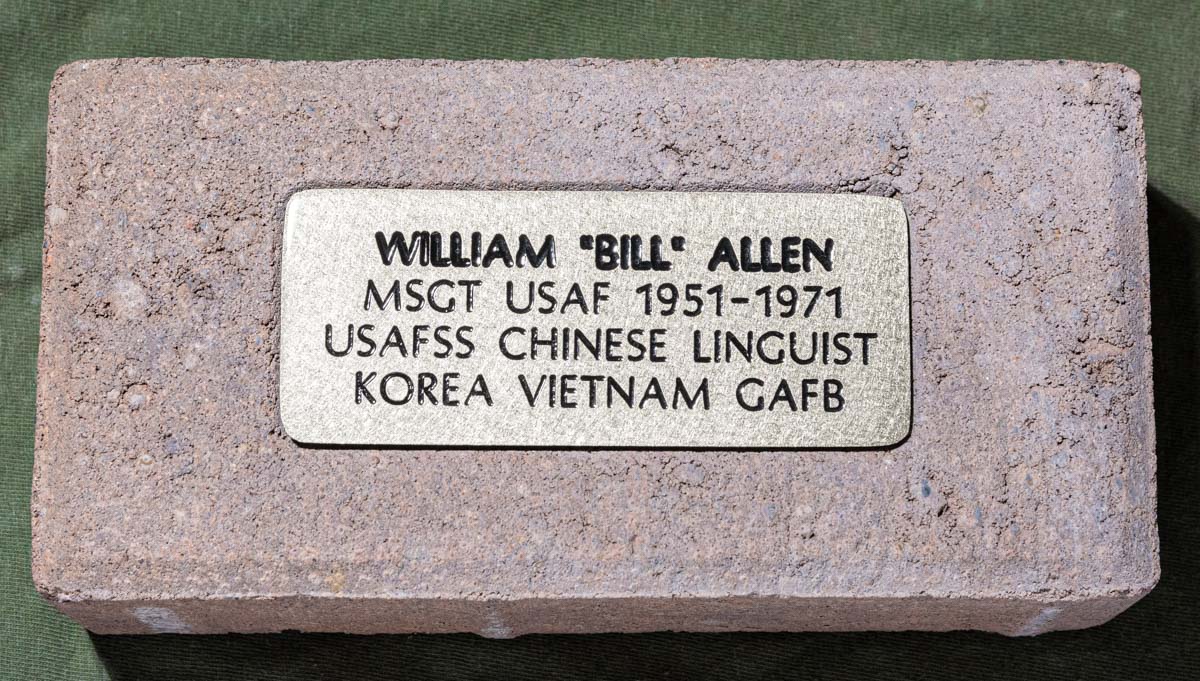 WILLIAM "BILL" ALLEN
MSGT USAF 1951-1971
USAFSS CHINESE LINGUIST
KOREA VIETNAM GAFB